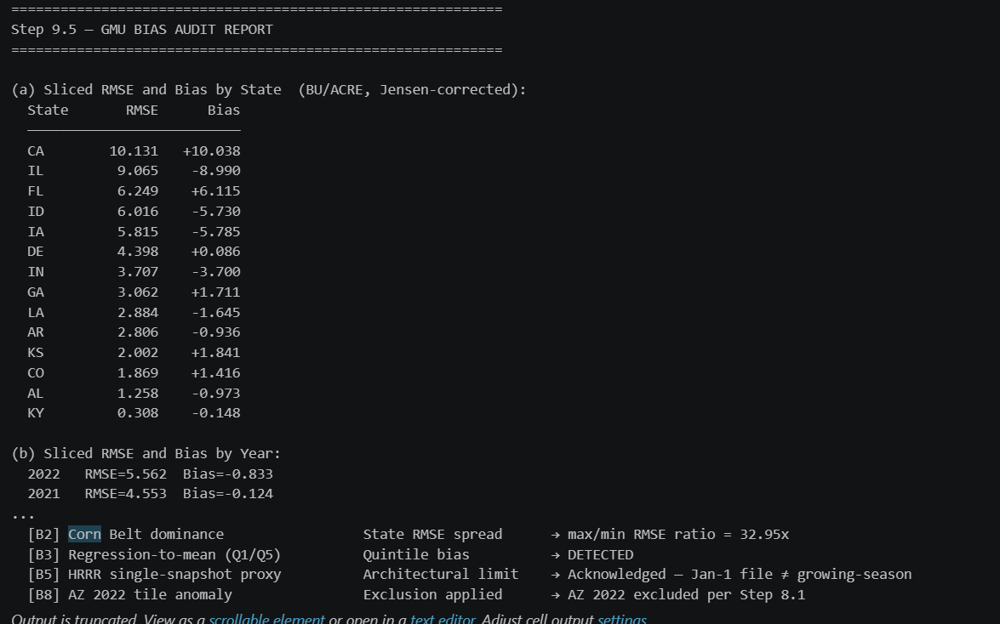 ============================================================
Step 9.5 — GMU BIAS AUDIT REPORT
============================================================
(a) Sliced RMSE and Bias by State  (BU/ACRE, Jensen-corrected):
State       RMSE      Bias
──────────────────────────
CA        10.131   +10.038
IL         9.065    -8.990
FL         6.249    +6.115
ID         6.016    -5.730
IA         5.815    -5.785
DE         4.398    +0.086
IN         3.707    -3.700
GA         3.062    +1.711
LA         2.884    -1.645
AR         2.806    -0.936
KS         2.002    +1.841
CO         1.869    +1.416
AL         1.258    -0.973
KY         0.308    -0.148
(b) Sliced RMSE and Bias by Year:
2022   RMSE=5.562  Bias=-0.833
2021   RMSE=4.553  Bias=-0.124
...
[B2] Corn Belt dominance                 State RMSE spread      → max/min RMSE ratio = 32.95x
[B3] Regression-to-mean (Q1/Q5)          Quintile bias          → DETECTED
[B5] HRRR single-snapshot proxy          Architectural limit    → Acknowledged — Jan-1 file ≠ growing-season
[B8] AZ 2022 tile anomaly                Exclusion applied      → AZ 2022 excluded per Step 8.1
Output is truncated. View as a scrollable element or open in a text editor. Adjust cell output settings